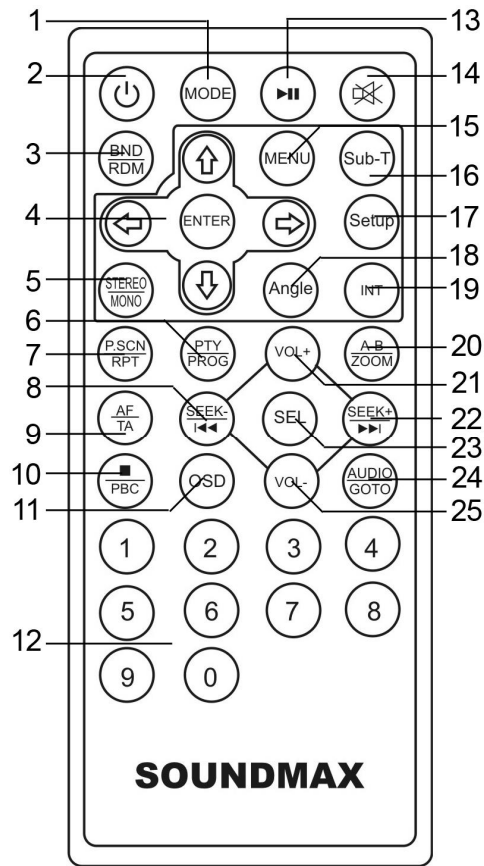 1
13
2
MODE
14
15
3
BND
RDM
MENU
Sub-T
16
4
ENTER
Setup
17
18
5
STEREO
MONO
Angle
INT
19
6
7
P.SCN
RPT
PTY
PROG
VOL+
A-B
ZOOM
20
21
8
SEEK-
I◀◀
SEL
SEEK+
▶▶I
22
9
AF
TA
23
10
■
PBC
OSD
VOL-
AUDIO
GOTO
24
11
25
1 2 3 4
5 6 7 8
12
9 0
SOUNDMAX